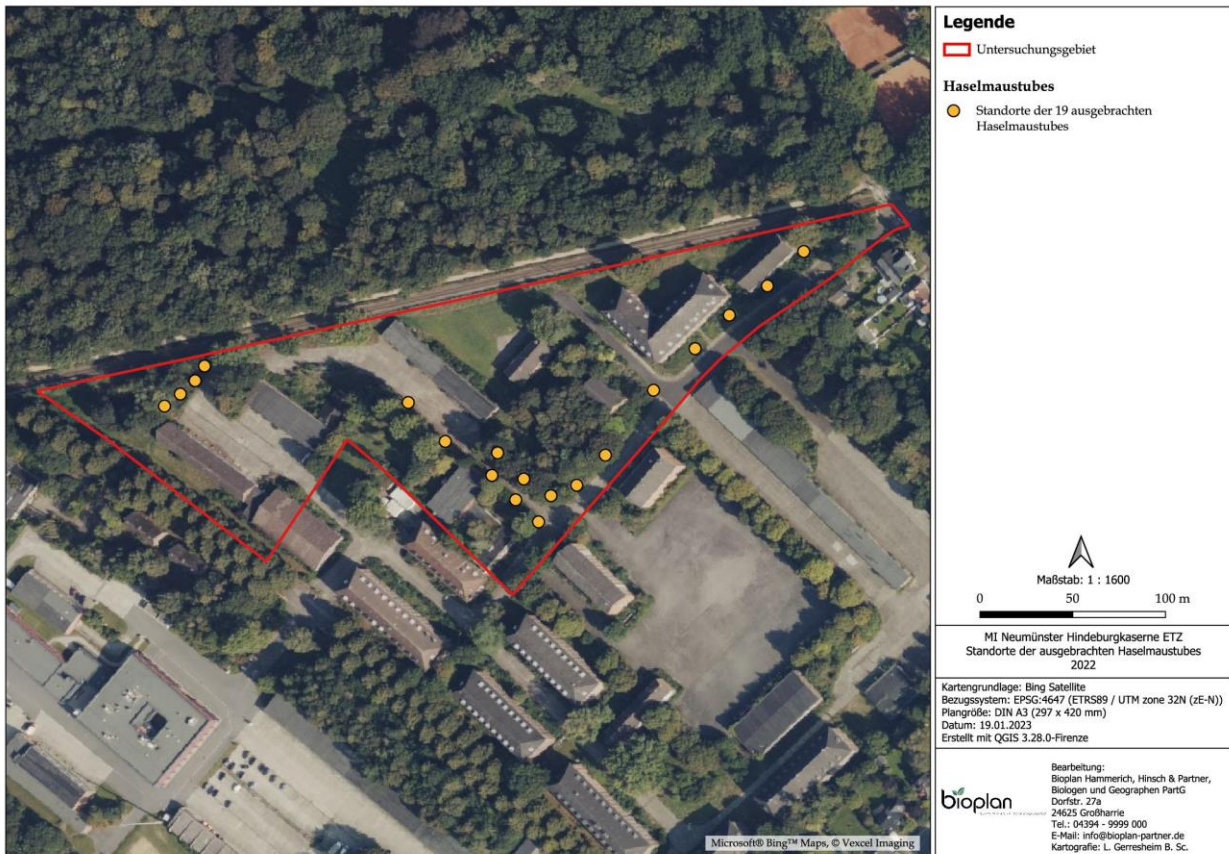 Legende
Untersuchungsgebiet
Haselmaustubes
Standorte der 19 ausgebrachten
Haselmaustubes
Maßstab: 1 : 1600
0 50 100 m
MI Neumünster Hindeburgkaserne ETZ
Standorte der ausgebrachten Haselmaustubes
2022
Kartengrundlage: Bing Satellite
Bezugssystem: EPSG:4647 (ETRS89 / UTM zone 32N (zE-N))
Plangröße: DIN A3 (297 x 420 mm)
Datum: 19.01.2023
Erstellt mit QGIS 3.28.0-Firenze
bioplan
Bearbeitung:
Bioplan Hammerich, Hinsch & Partner,
Biologen und Geographen PartG
Dorfstr. 27a
24625 Großharrie
Tel.: 04394 - 9999 000
E-Mail: info@bioplan-partner.de
Kartografie: L. Gerresheim B. Sc.
Microsoft® Bing™ Maps, © Vexcel Imaging